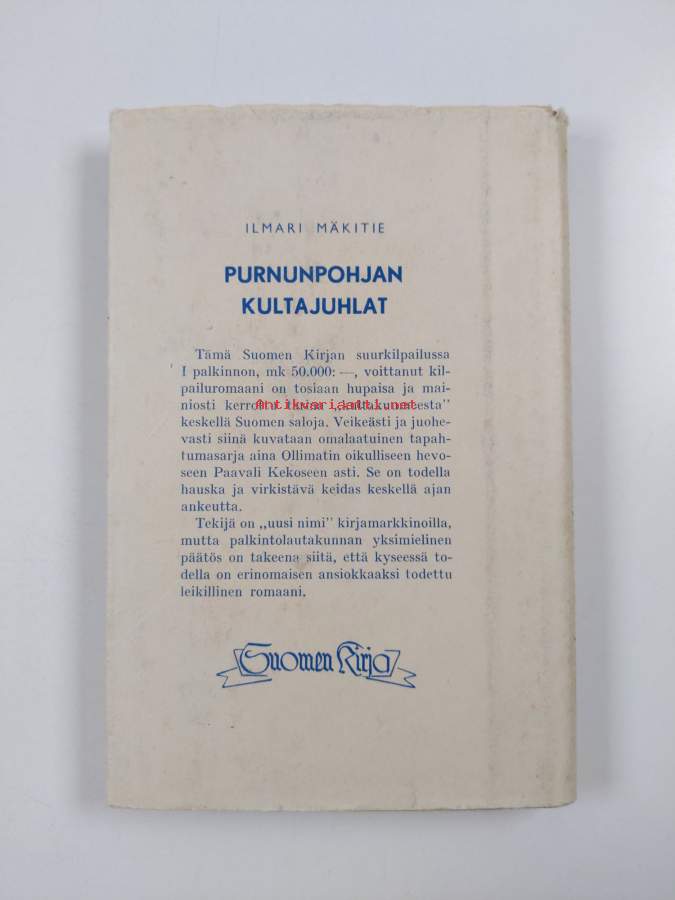 ILMARI MÄKITIE
PURNUNPOHJAN
KULTAJUHLAT
Tämä Suomen Kirjan suurkilpailussa
I palkinnon, mk 50.000: —, voittanut kil-
pailuromaani on tosiaan hupaisa ja mai-
niosti kerrottu
Antikvariaatti.net
keskellä Suomen saloja. Veikeästi ja juohe-
vasti siinä kuvataan omalaatuinen tapah-
tumasarja aina Ollimatin oikulliseen hevo-
seen Paavali Kekoseen asti. Se on todella
hauska ja virkistävä keidas keskellä ajan
ankeutta.
Tekijä on „uusi nimi” kirjamarkkinoilla,
mutta palkintolautakunnan yksimielinen
päätös on takeena siitä, että kyseessä to-
della on erinomaisen ansiokkaaksi todettu
leikillinen romaani.
Suomen Kirja